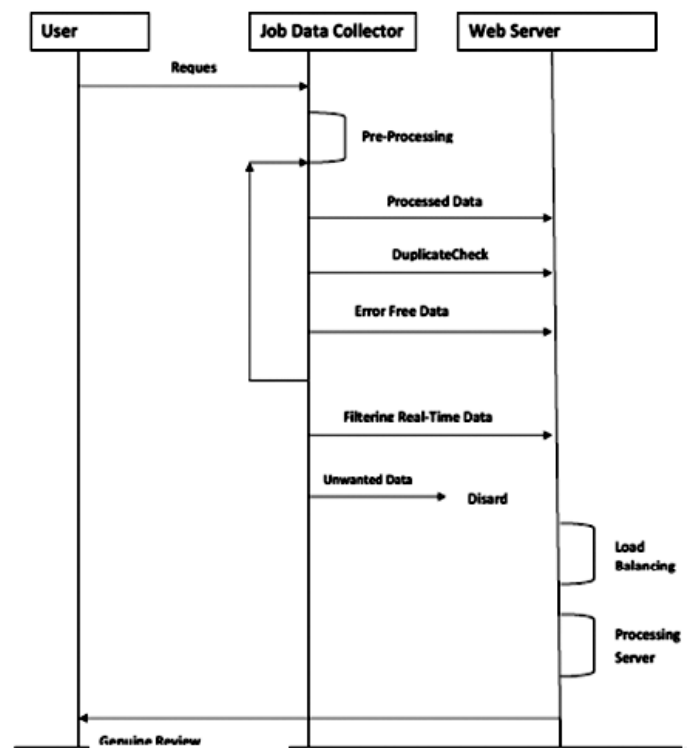 User
Job Data Collector
Web Server
Reques
Pre-Processing
Processed Data
DuplicateCheck
Error Free Data
Filtering Real-Time Data
Unwanted Data
Disard
Load
Balancing
Processing
Server
Genuine Review